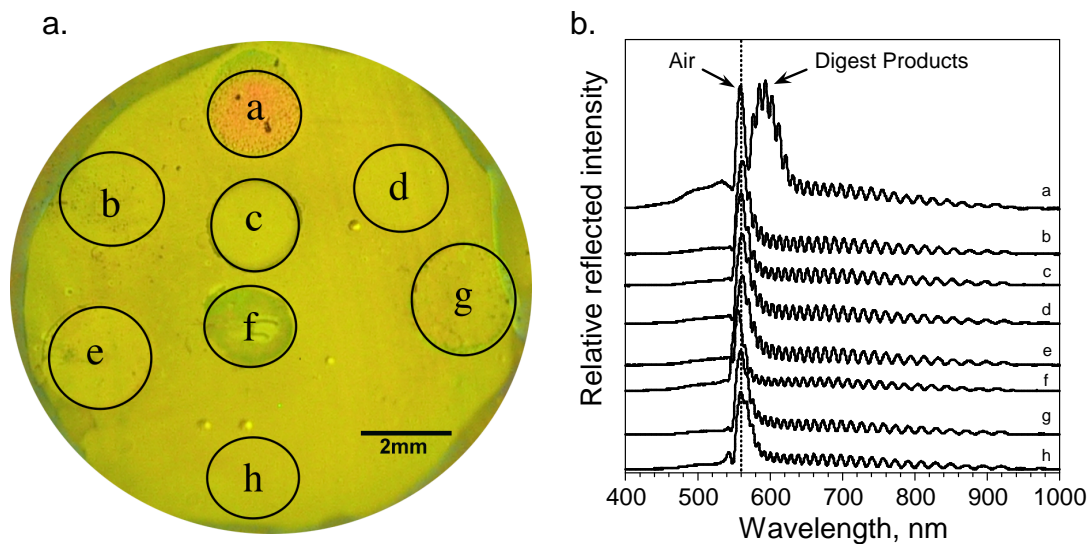 a.
a
b
d
c
g
f
e
2mm
h
b.
Relative reflected intensity
Air
Digest Products
a
b
c
d
e
f
g
h
400 500 600 700 800 900 1000
Wavelength, nm